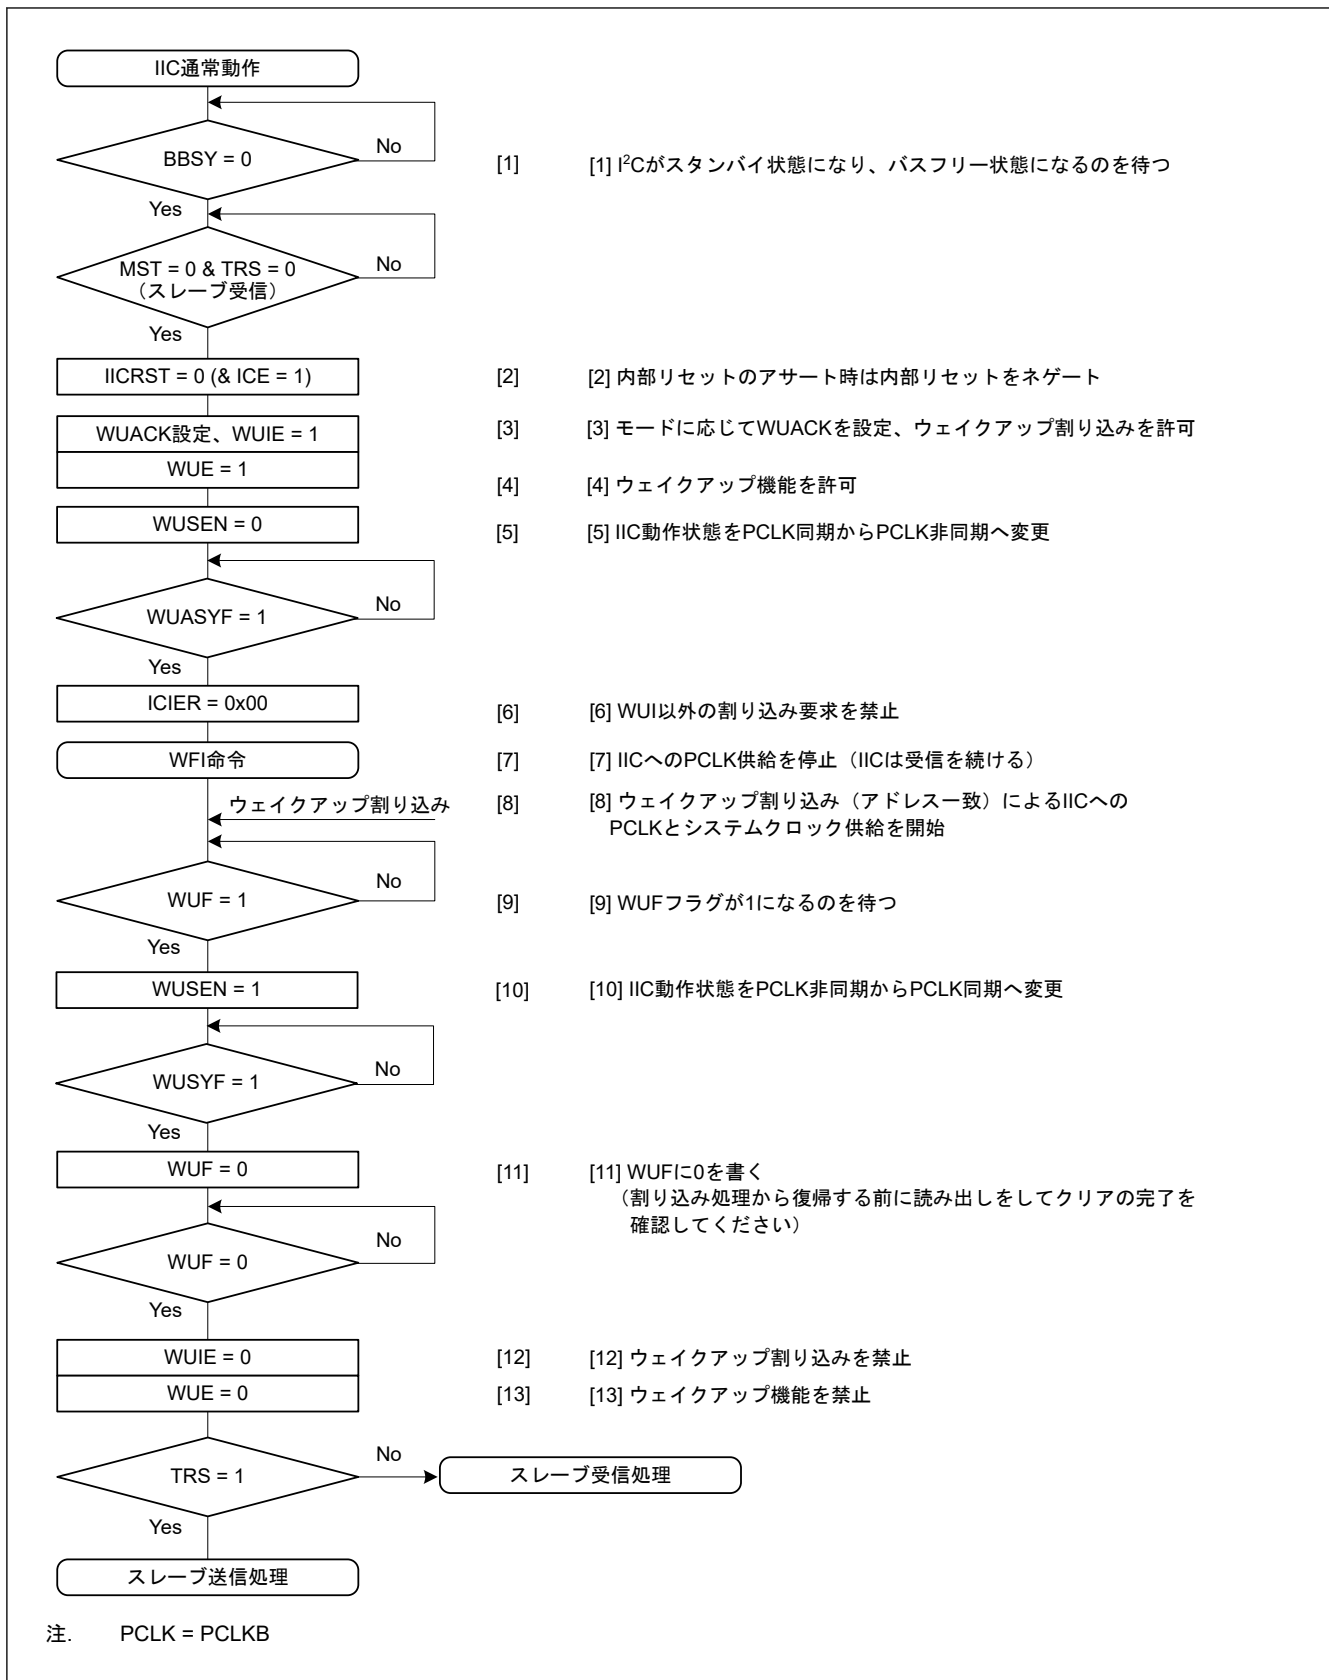 IIC通常動作
No
BBSY = 0
[1] [1] I²Cがスタンバイ状態になり、バスフリー状態になるのを待つ
Yes
No
MST = 0 & TRS = 0
（スレーブ受信）
Yes
IICRST = 0 (& ICE = 1)
[2] [2] 内部リセットのアサート時は内部リセットをネゲート
WUACK設定、WUIE = 1
[3] [3] モードに応じてWUACKを設定、ウェイクアップ割り込みを許可
WUE = 1
[4] [4] ウェイクアップ機能を許可
WUSEN = 0
[5] [5] IIC動作状態をPCLK同期からPCLK非同期へ変更
No
WUASYF = 1
Yes
ICIER = 0x00
[6] [6] WUI以外の割り込み要求を禁止
WFI命令
[7] [7] IICへのPCLK供給を停止（IICは受信を続ける）
ウェイクアップ割り込み
[8] [8] ウェイクアップ割り込み（アドレス一致）によるIICへの
PCLKとシステムクロック供給を開始
No
WUF = 1
[9] [9] WUFフラグが1になるのを待つ
Yes
WUSEN = 1
[10] [10] IIC動作状態をPCLK非同期からPCLK同期へ変更
No
WUSYF = 1
Yes
WUF = 0
[11] [11] WUFに0を書く
（割り込み処理から復帰する前に読み出しをしてクリアの完了を
確認してください）
No
WUF = 0
Yes
WUIE = 0
[12] [12] ウェイクアップ割り込みを禁止
WUE = 0
[13] [13] ウェイクアップ機能を禁止
No
TRS = 1
スレーブ受信処理
Yes
スレーブ送信処理
注. PCLK = PCLKB